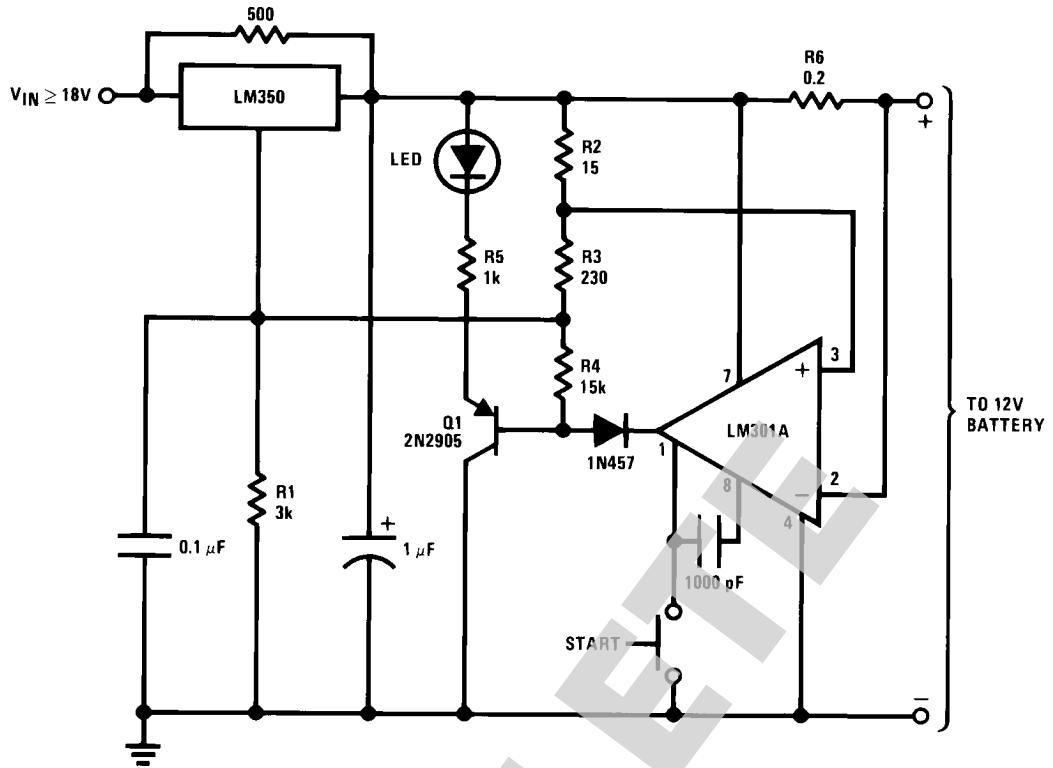 500
V_IN ≥ 18V
LM350
R6
0.2
+
LED
R2
15
R5
1k
R3
230
R4
15k
+
3
7
LM301A
TO 12V
BATTERY
Q1
2N2905
1N457
1
8
−
2
4
R1
3k
0.1 μF
+
1 μF
1000 pF
START
−
ETE